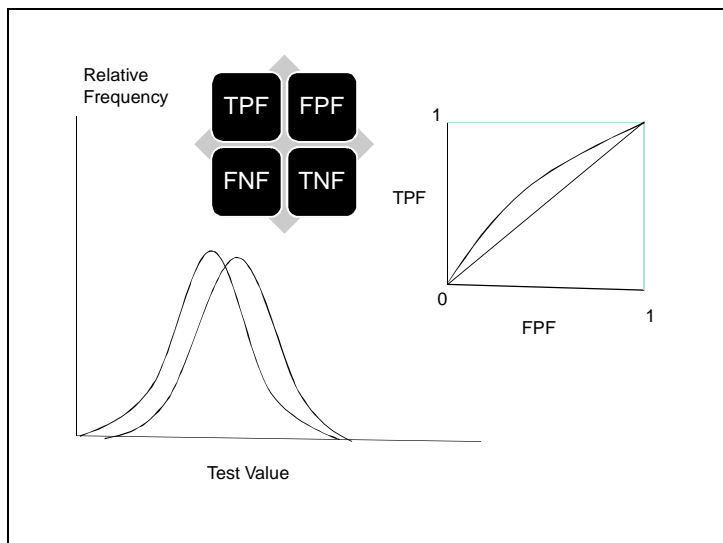 Relative
Frequency
TPF FPF
FNF TNF
1
TPF
0
1
FPF
Test Value